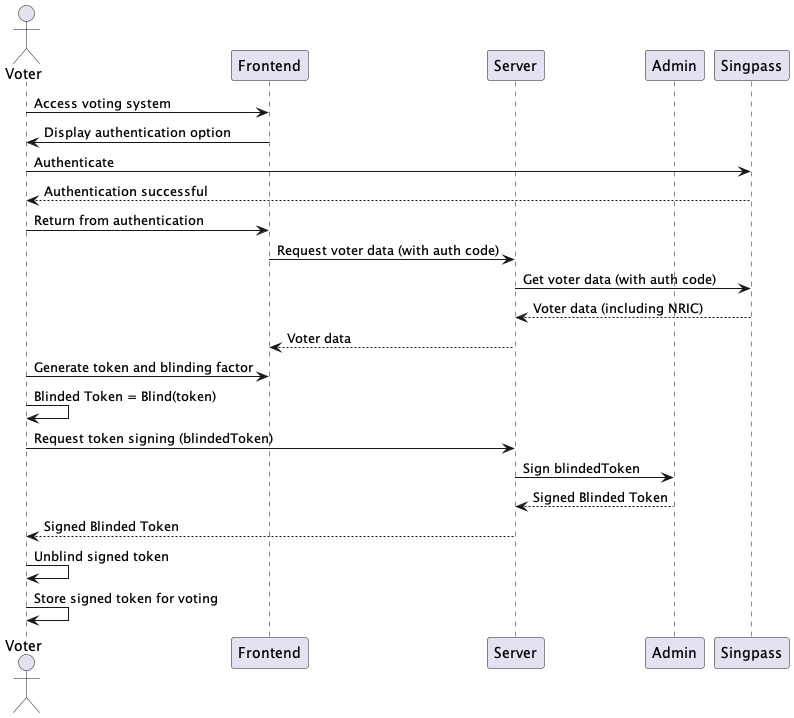 Voter
Frontend
Server
Admin
Singpass
Access voting system
Display authentication option
Authenticate
Authentication successful
Return from authentication
Request voter data (with auth code)
Get voter data (with auth code)
Voter data (including NRIC)
Voter data
Generate token and blinding factor
Blinded Token = Blind(token)
Request token signing (blindedToken)
Sign blindedToken
Signed Blinded Token
Signed Blinded Token
Unblind signed token
Store signed token for voting
Voter
Frontend
Server
Admin
Singpass